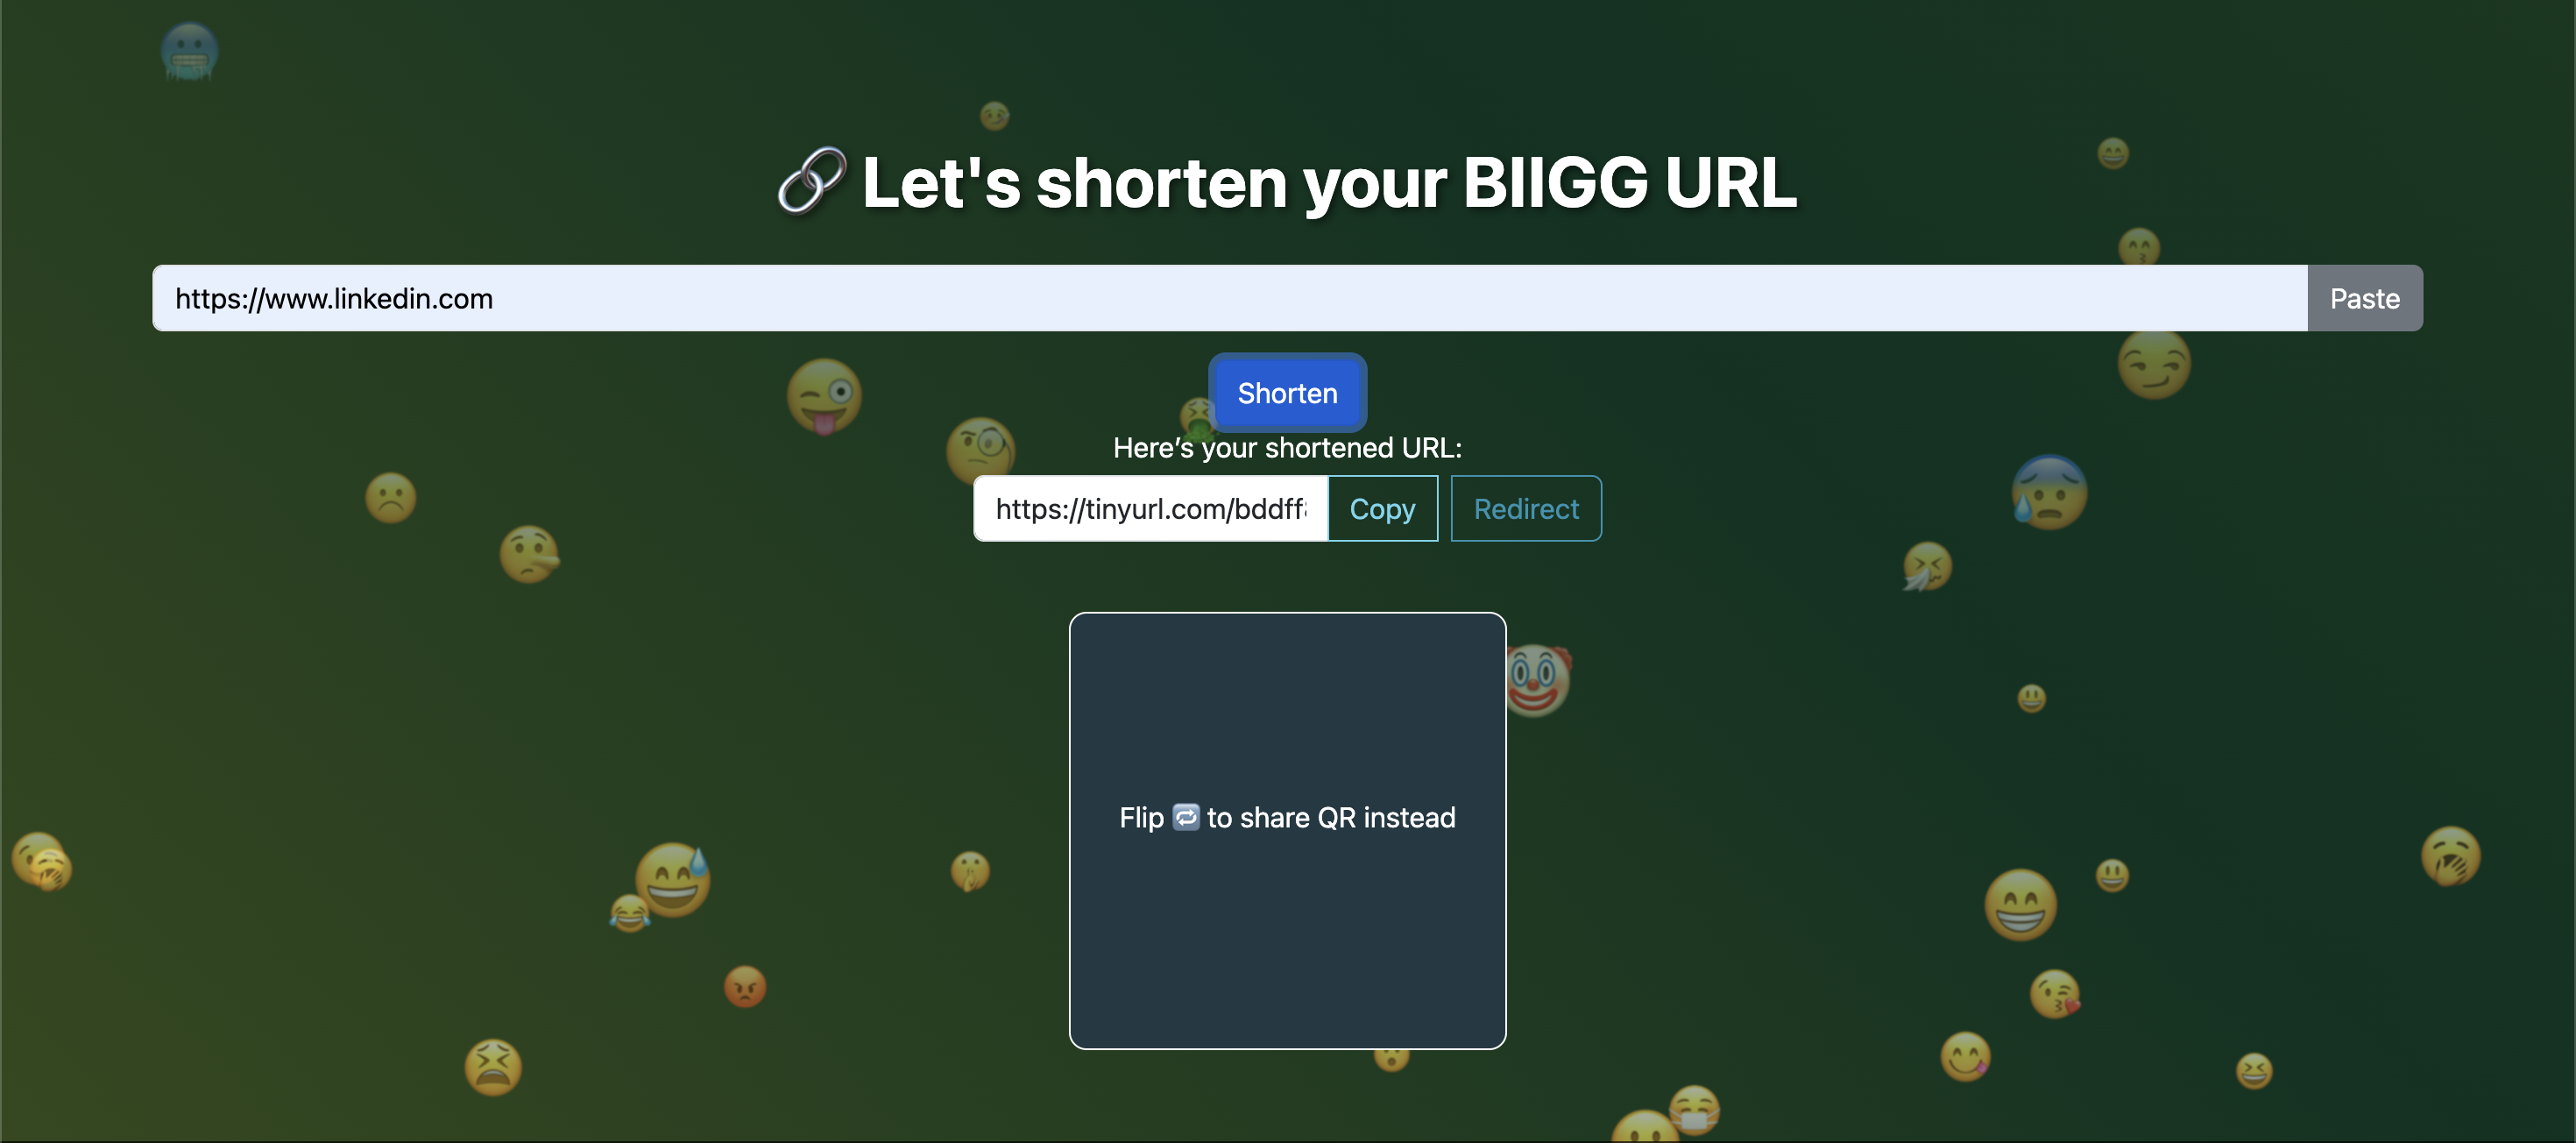 🔗 Let's shorten your BIIGG URL
https://www.linkedin.com
Paste
Shorten
Here’s your shortened URL:
https://tinyurl.com/bddff
Copy
Redirect
Flip 🔁 to share QR instead